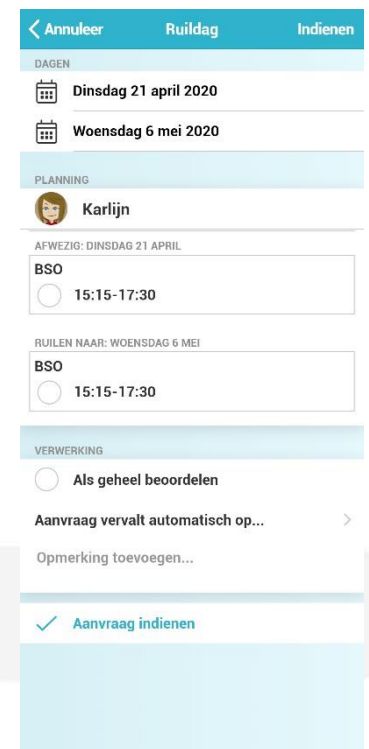 Annuleer Ruildag Indienen
DAGEN
Dinsdag 21 april 2020
Woensdag 6 mei 2020
PLANNING
Karlijn
AFWEZIG: DINSDAG 21 APRIL
BSO
15:15-17:30
RUILEN NAAR: WOENSDAG 6 MEI
BSO
15:15-17:30
VERWERKING
Als geheel beoordelen
Aanvraag vervalt automatisch op...
Opmerking toevoegen...
Aanvraag indienen